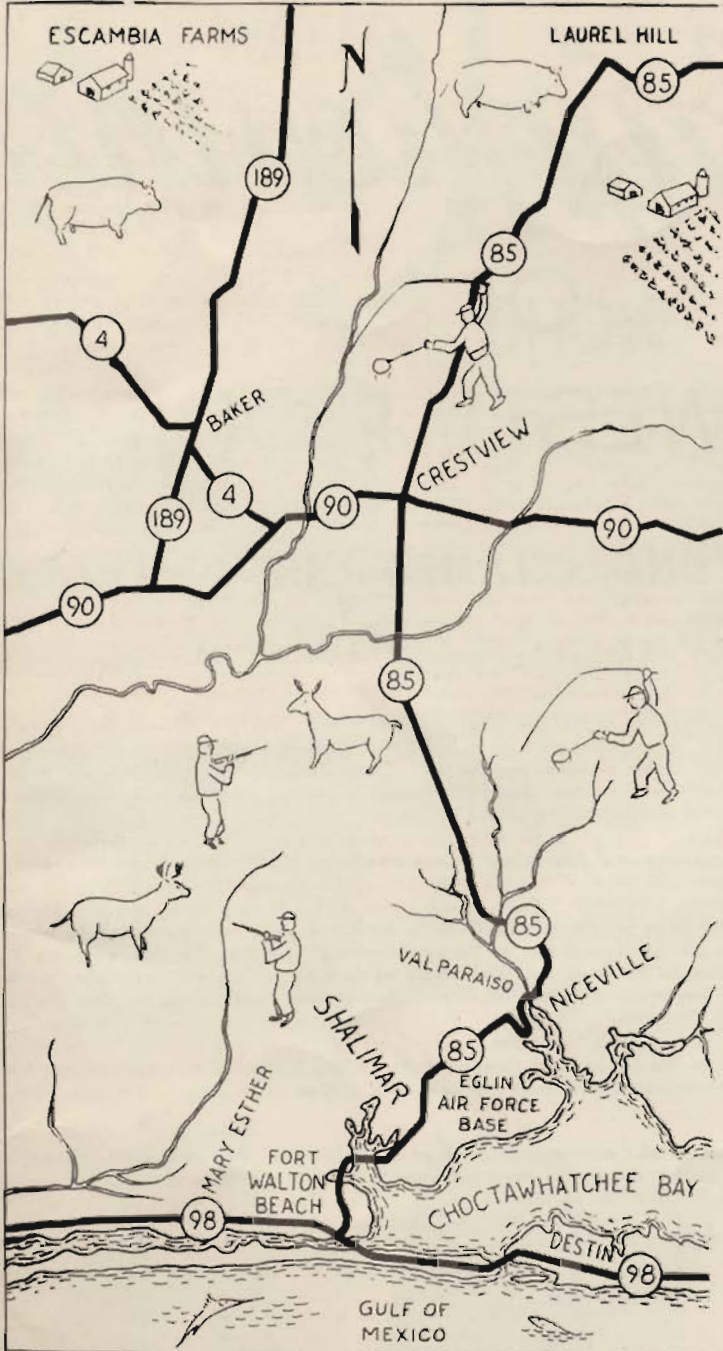 ESCAMBIA FARMS
N
LAUREL HILL
85
189
85
4
BAKER
CRESTVIEW
4
90
189
90
90
85
85
VALPARAISO
NICEVILLE
SHALIMAR
85
EGLIN
AIR FORCE
BASE
MARY ESTHER
FORT
WALTON
BEACH
CHOCTAWHATCHEE BAY
98
DESTIN
98
GULF OF
MEXICO